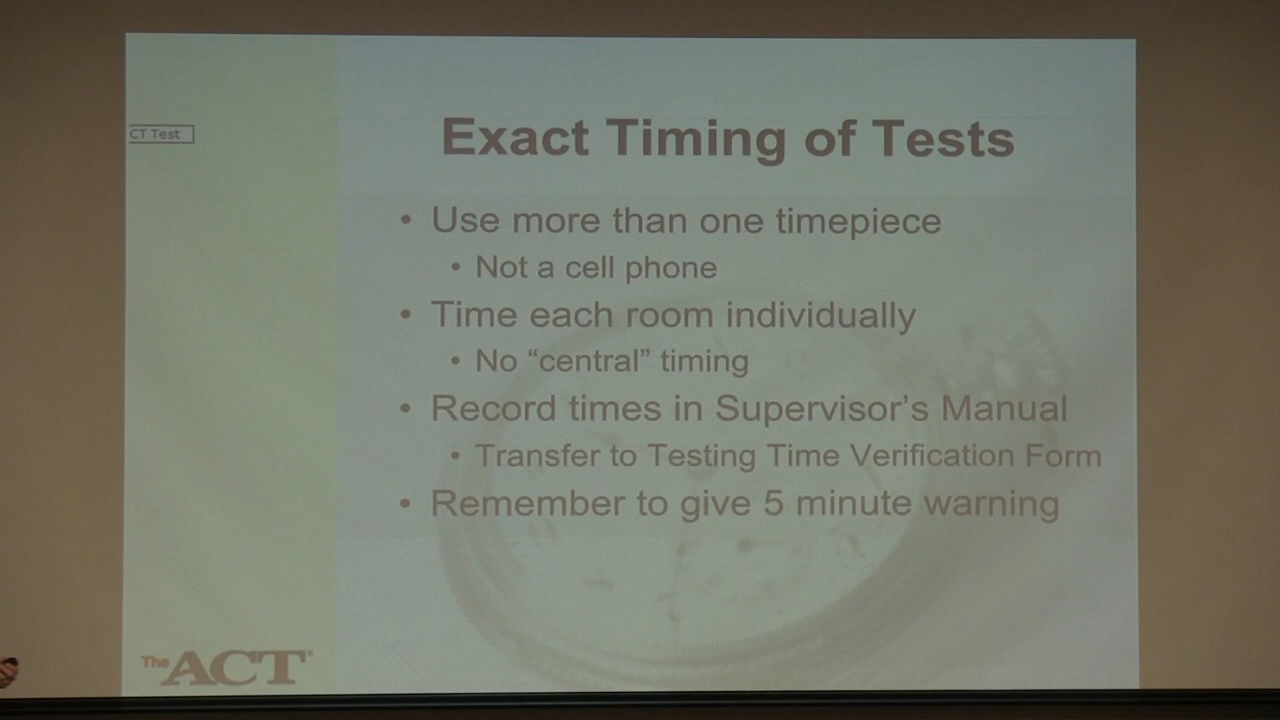 CT Test
Exact Timing of Tests
• Use more than one timepiece
• Not a cell phone
• Time each room individually
• No “central” timing
• Record times in Supervisor’s Manual
• Transfer to Testing Time Verification Form
• Remember to give 5 minute warning
The ACT®